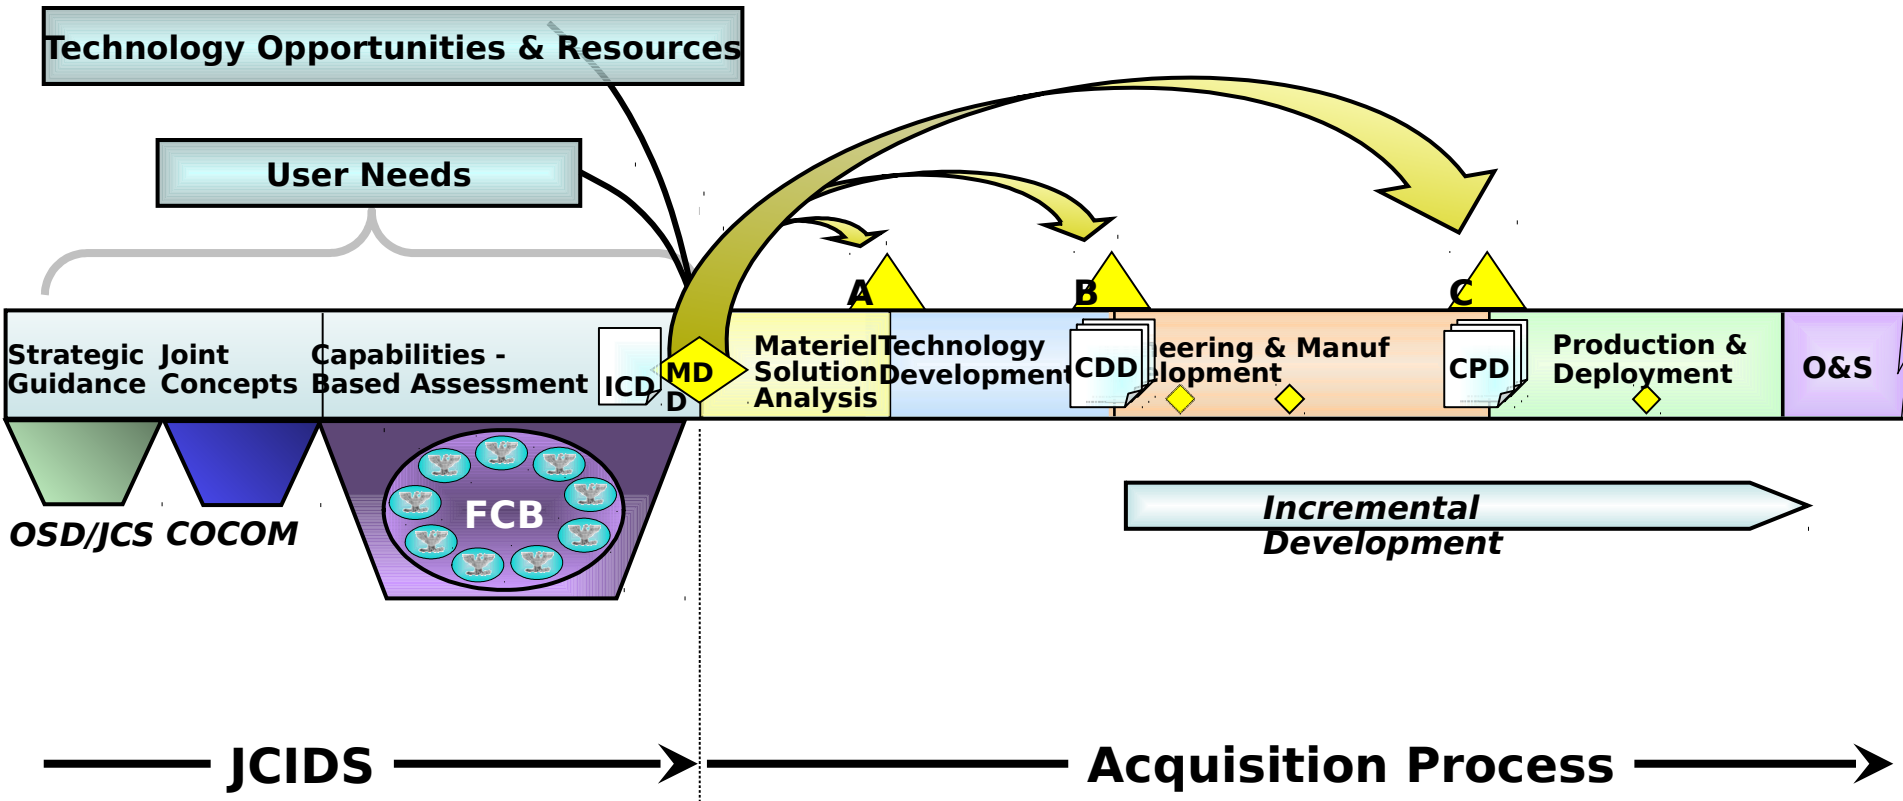 Technology Opportunities & Resources
User Needs
A
B
C
Strategic
Guidance
Joint
Concepts
Capabilities -
Based Assessment
ICD
MD
D
Materiel
Solution
Analysis
Technology
Development
CDD
neering & Manuf
elopment
CPD
Production &
Deployment
O&S
FCB
OSD/JCS
COCOM
Incremental
Development
JCIDS
Acquisition Process